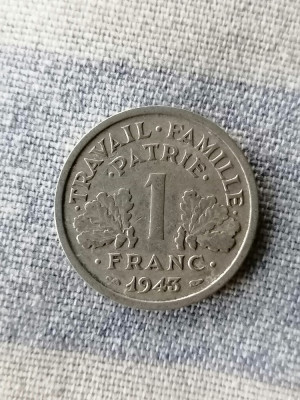 · TRAVAIL · FAMILLE ·
· PATRIE ·
1
· FRANC ·
1943